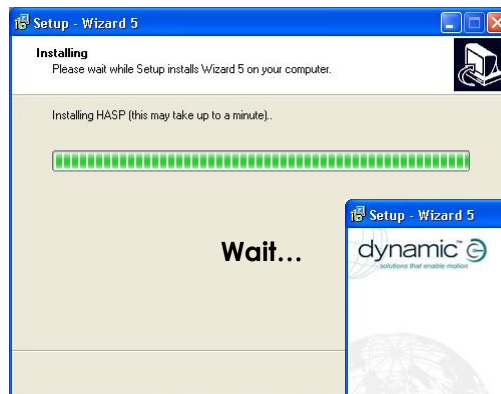 Setup - Wizard 5
Installing
Please wait while Setup installs Wizard 5 on your computer.
Installing HASP (this may take up to a minute)..
Wait...
Setup - Wizard 5
dynamic™
solutions that enable motion